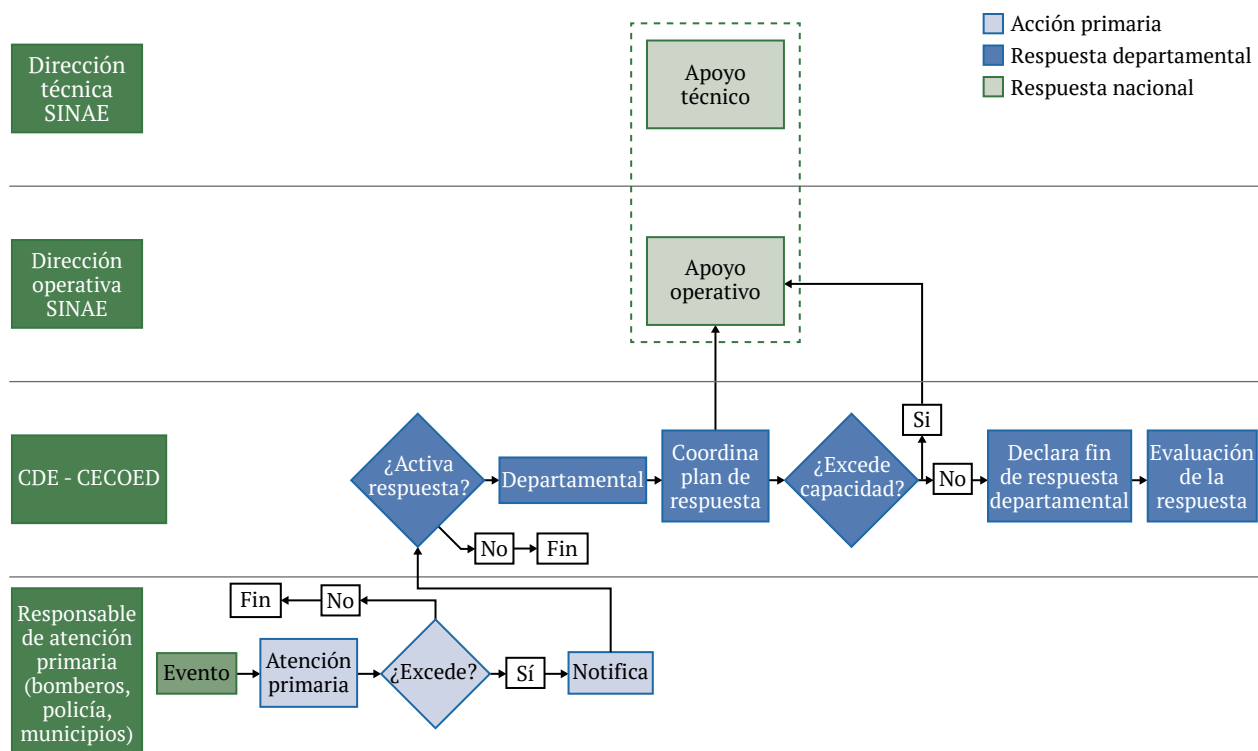 Acción primaria
Respuesta departamental
Respuesta nacional
Dirección
técnica
SINAE
Apoyo
técnico
Dirección
operativa
SINAE
Apoyo
operativo
CDE - CECOED
¿Activa
respuesta?
Departamental
Coordina
plan de
respuesta
¿Excede
capacidad?
Si
No
Declara fin
de respuesta
departamental
Evaluación
de la
respuesta
No
Fin
Responsable
de atención
primaria
(bomberos,
policía,
municipios)
Fin
No
Evento
Atención
primaria
¿Excede?
Sí
Notifica